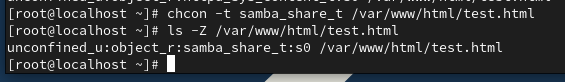 [root@localhost ~]# chcon -t samba_share_t /var/www/html/test.html
[root@localhost ~]# ls -Z /var/www/html/test.html
unconfined_u:object_r:samba_share_t:s0 /var/www/html/test.html
[root@localhost ~]#